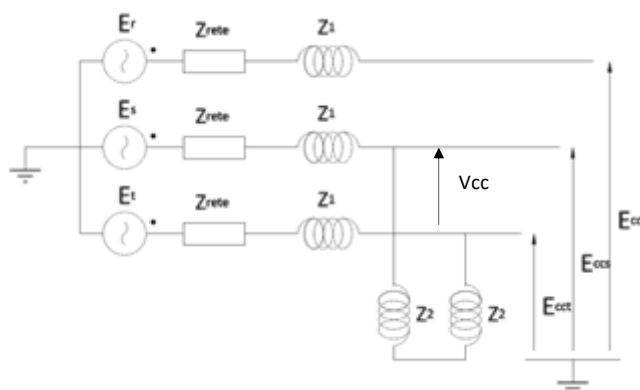 Er Zrete Z1
Es Zrete Z1
Vcc
Et Zrete Z1
Ecc
Eccs
Ecct
Z2 Z2